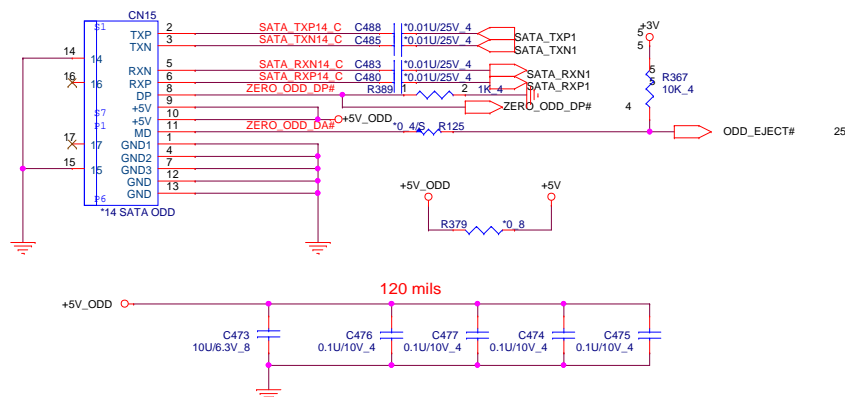 CN15
S1
S7
P1
P6
14
14
16
16
17
17
15
15
TXP 2 SATA_TXP14_C C488 *0.01U/25V_4 SATA_TXP1
TXN 3 SATA_TXN14_C C485 *0.01U/25V_4 SATA_TXN1
RXN 5 SATA_RXN14_C C483 *0.01U/25V_4 SATA_RXN1
RXP 6 SATA_RXP14_C C480 *0.01U/25V_4 SATA_RXP1
DP 8 ZERO_ODD_DP# R389 1 2 1K_4
+5V 9 ZERO_ODD_DP#
+5V 10 +5V_ODD
MD 11 ZERO_ODD_DA# *0_4/S R125
GND1 1
GND2 4
GND3 7
GND 12
GND 13
*14 SATA ODD
+3V
5
5
5
5
R367
10K_4
4
ODD_EJECT# 25
+5V_ODD +5V
R379 *0_8
120 mils
+5V_ODD
C473
10U/6.3V_8
C476
0.1U/10V_4
C477
0.1U/10V_4
C474
0.1U/10V_4
C475
0.1U/10V_4